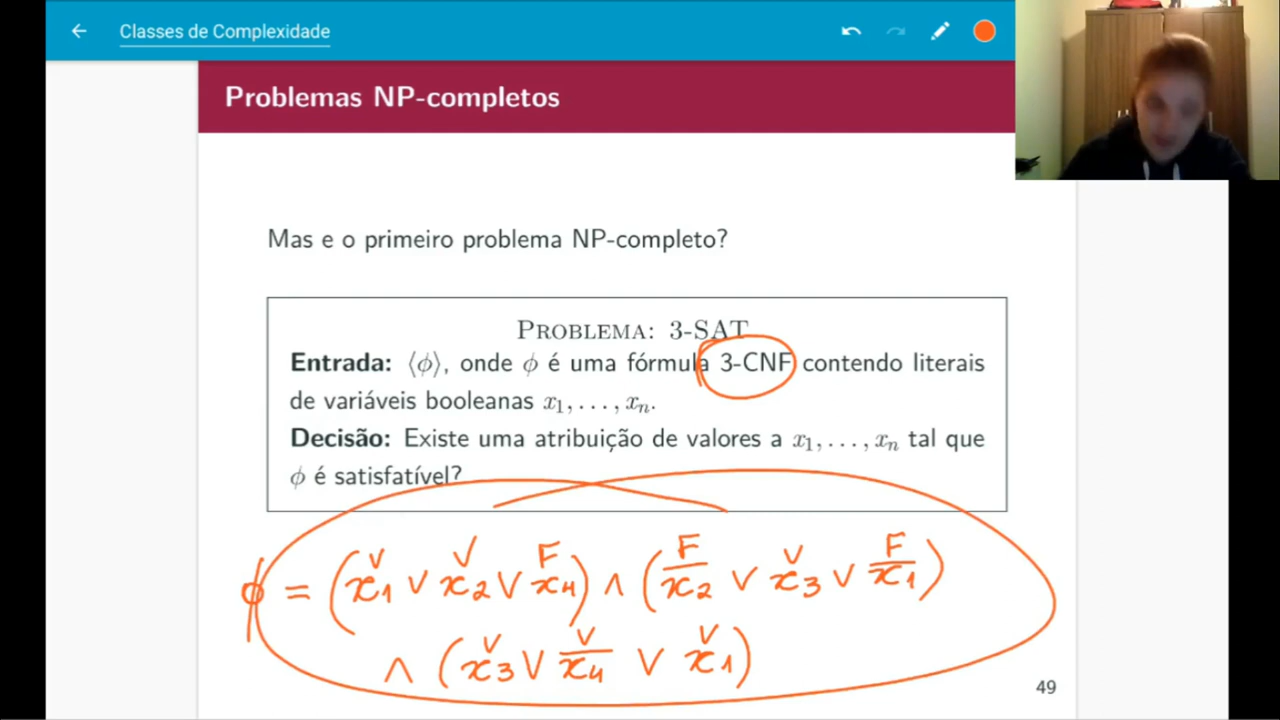 Classes de Complexidade
Problemas NP-completos
Mas e o primeiro problema NP-completo?
PROBLEMA: 3-SAT
Entrada: ⟨ϕ⟩, onde ϕ é uma fórmula 3-CNF contendo literais
de variáveis booleanas x₁, . . . , xₙ.
Decisão: Existe uma atribuição de valores a x₁, . . . , xₙ tal que
ϕ é satisfatível?
V V F F V F
ϕ = (x₁ ∨ x₂ ∨ x₄) ∧ (x̅₂ ∨ x₃ ∨ x̅₁)
V V V
∧ (x₃ ∨ x̅₄ ∨ x₁)
49